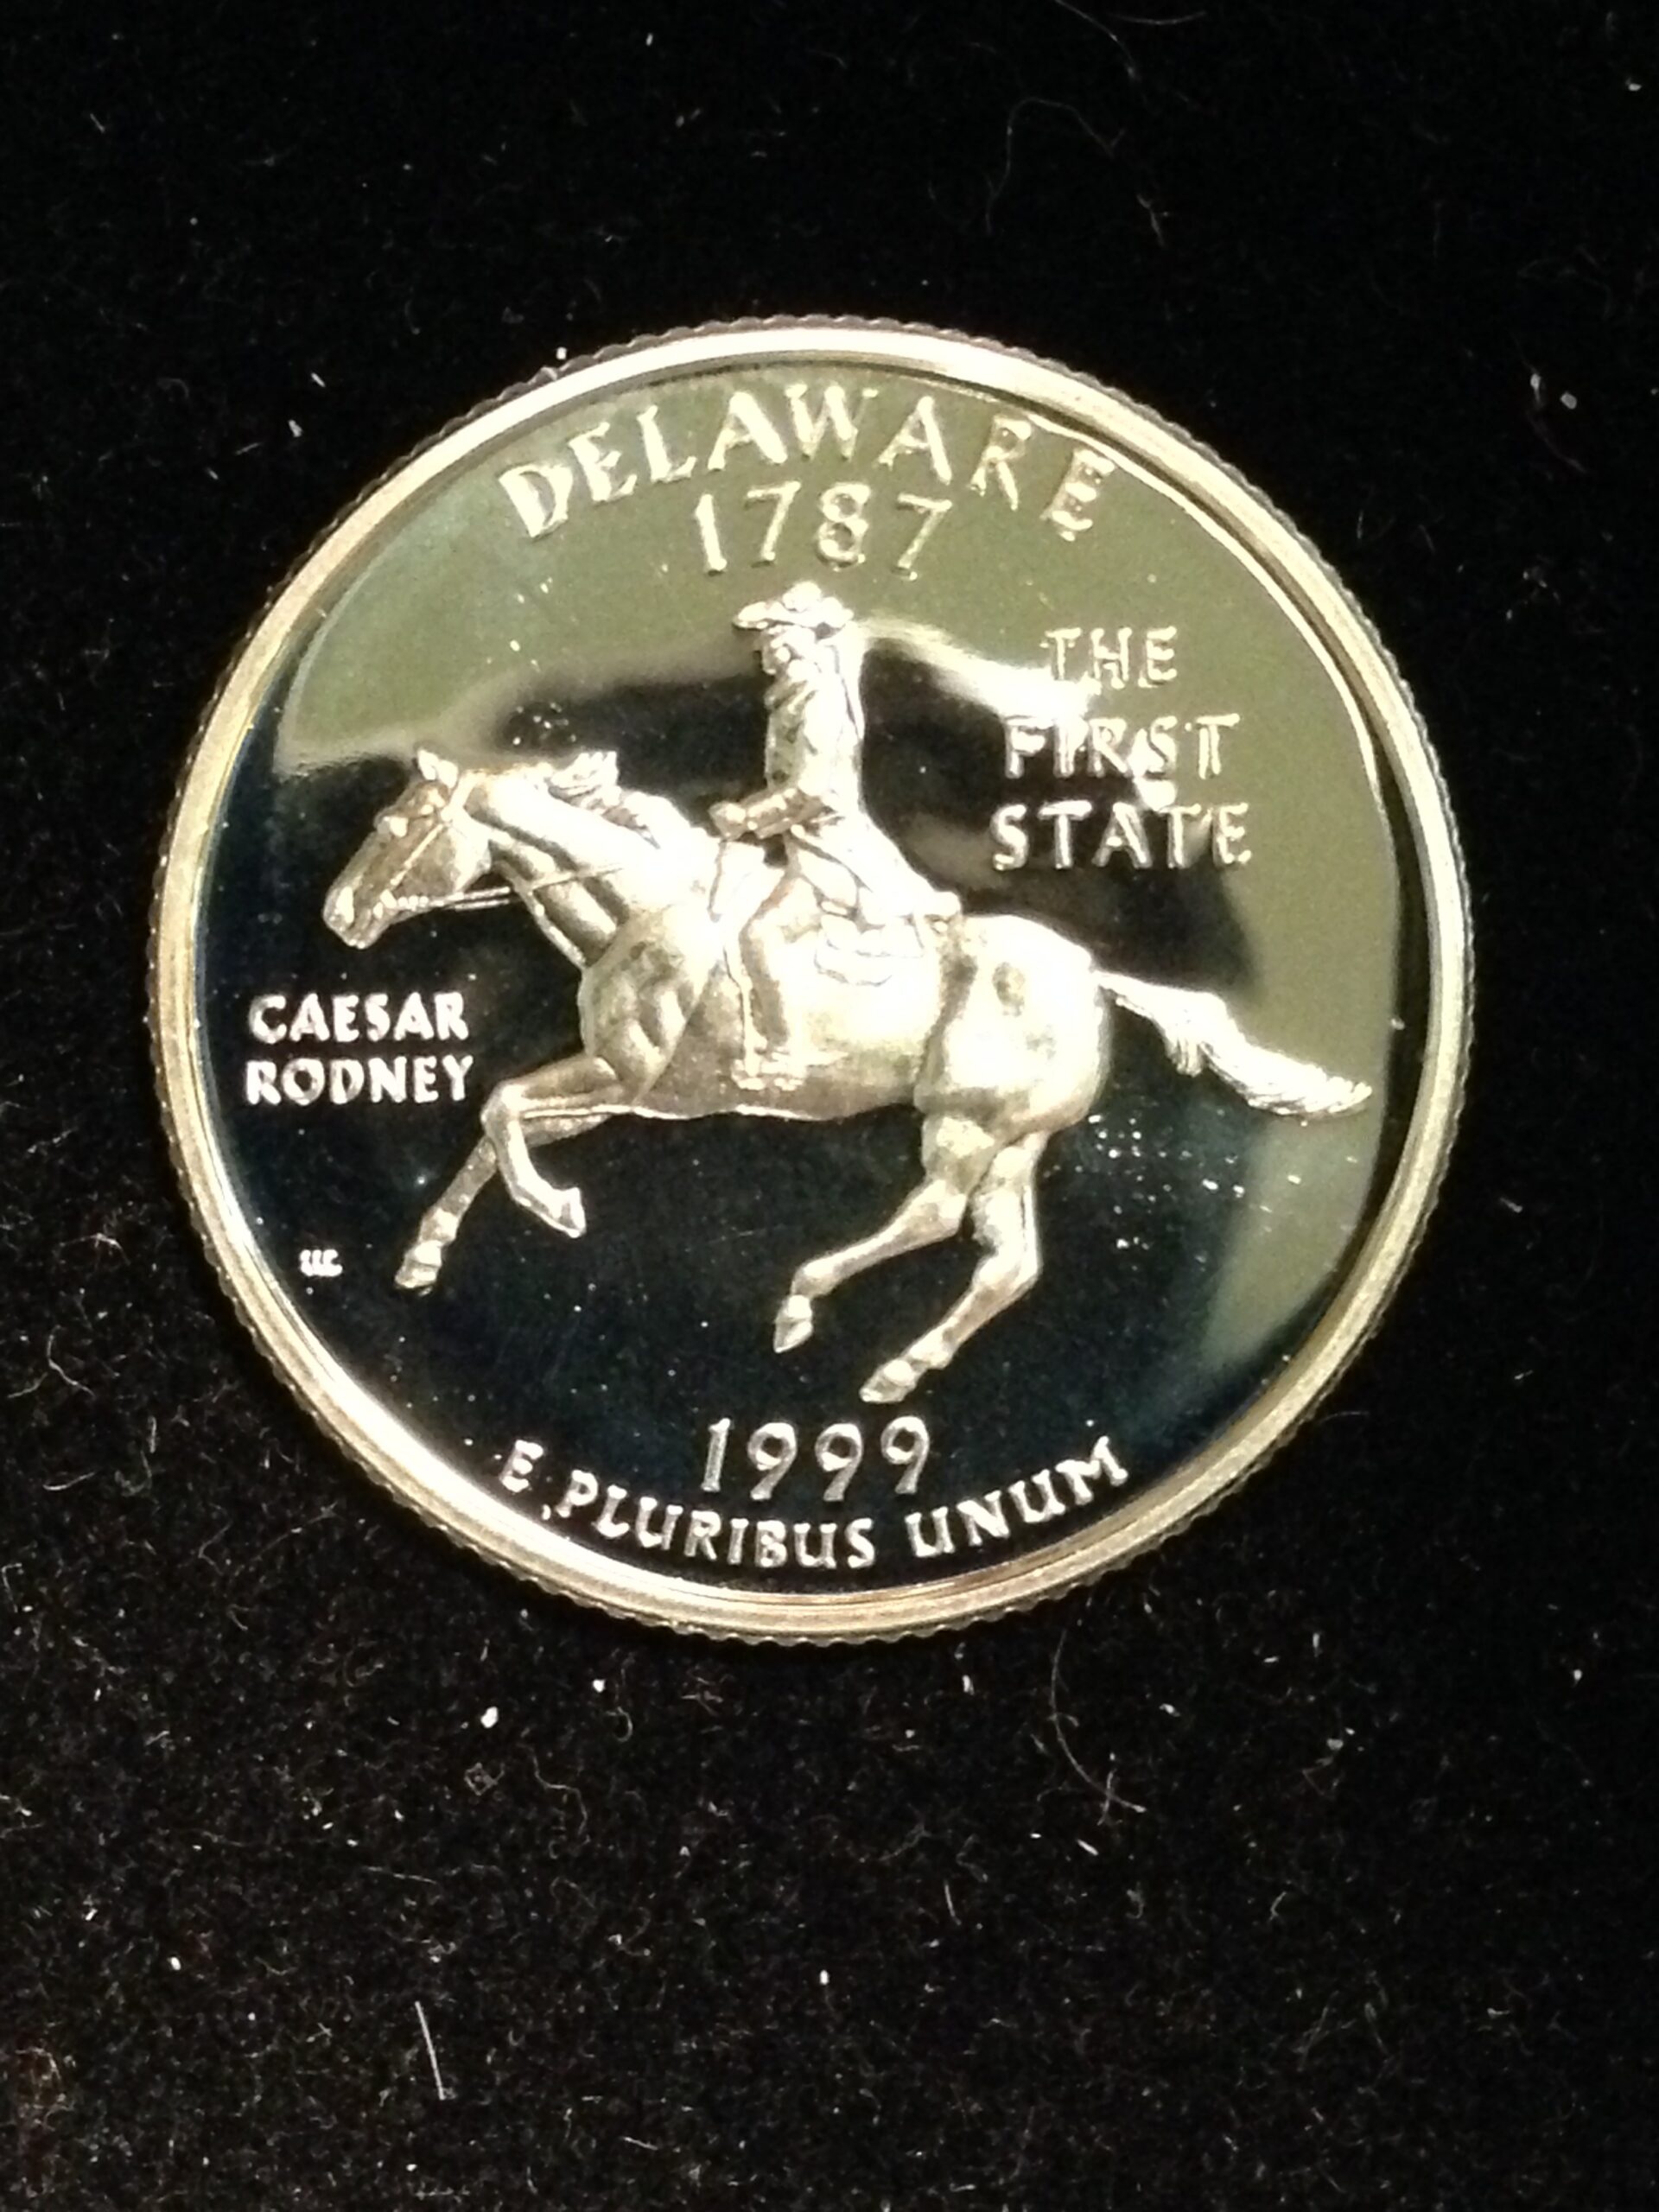 DELAWARE
1787
THE
FIRST
STATE
CAESAR
RODNEY
1999
E PLURIBUS UNUM